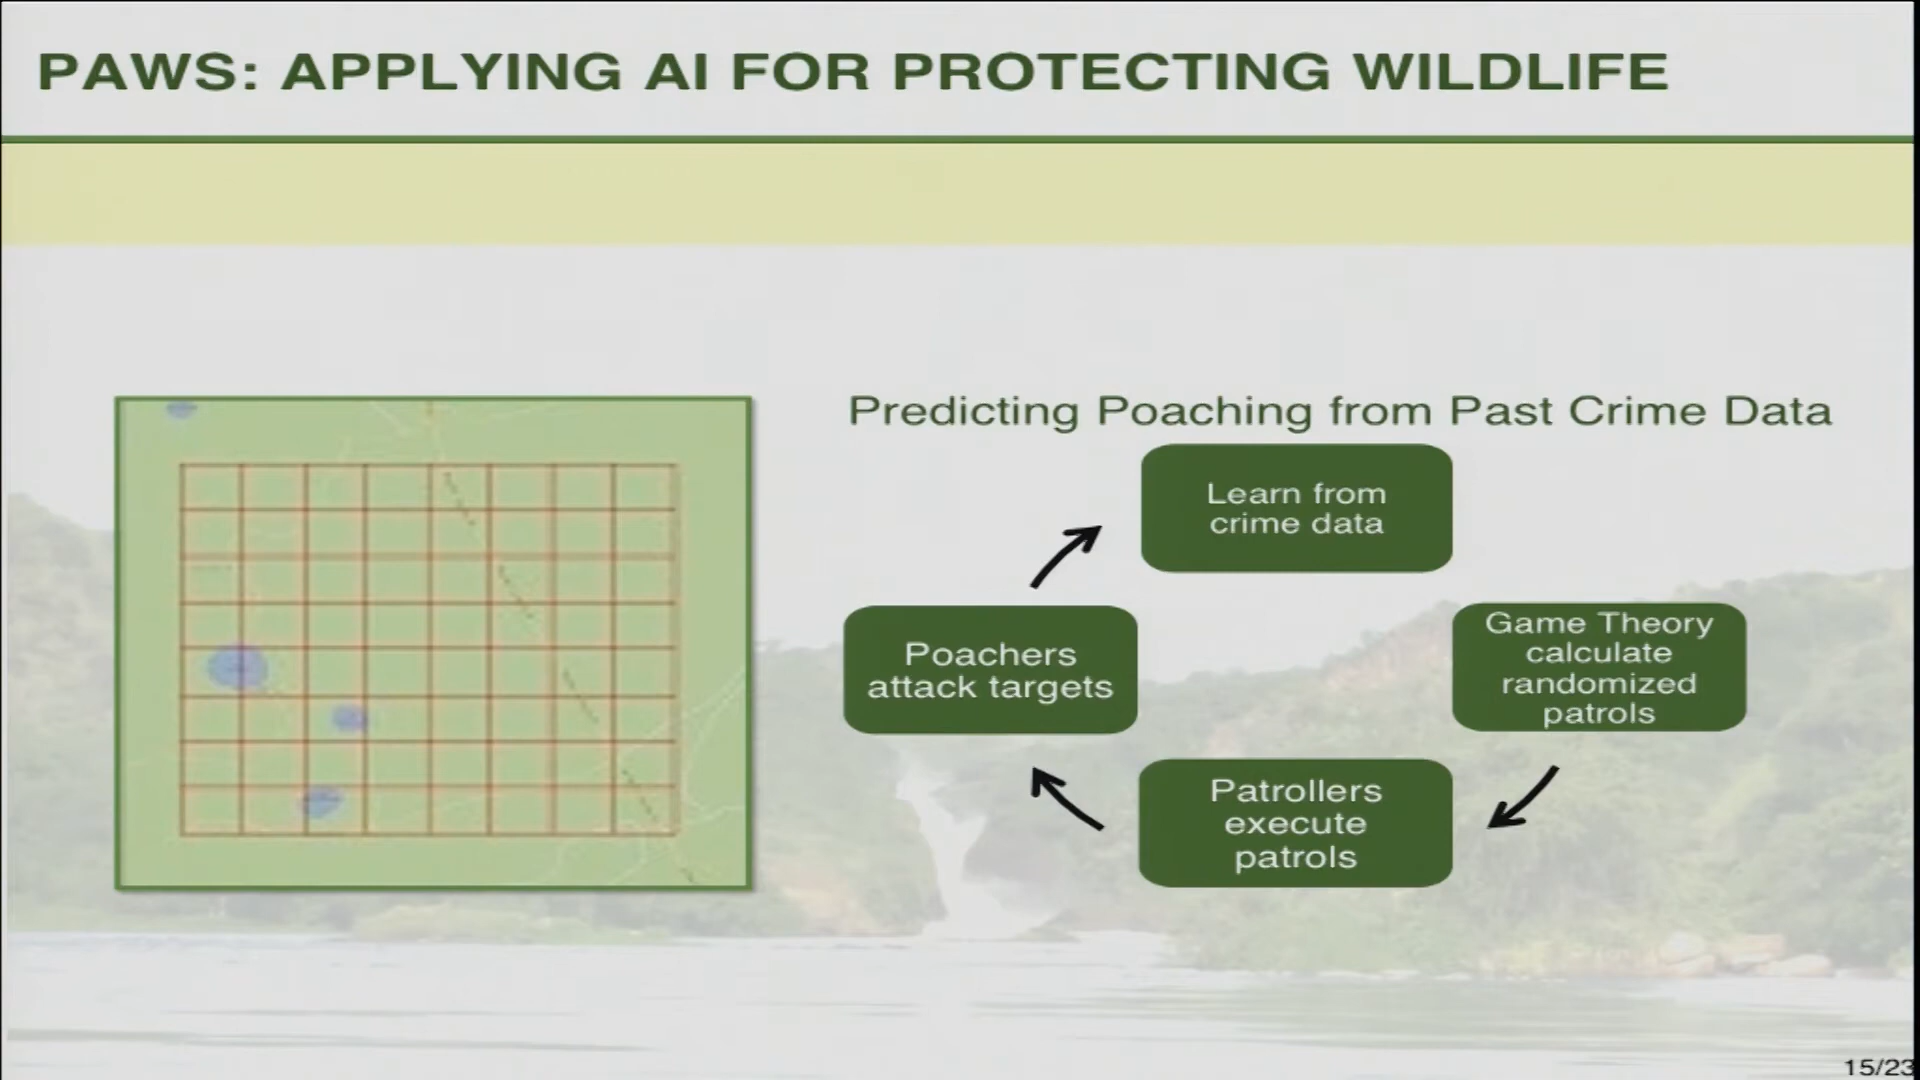 PAWS: APPLYING AI FOR PROTECTING WILDLIFE
Predicting Poaching from Past Crime Data
Learn from
crime data
Poachers
attack targets
Game Theory
calculate
randomized
patrols
Patrollers
execute
patrols
15/23